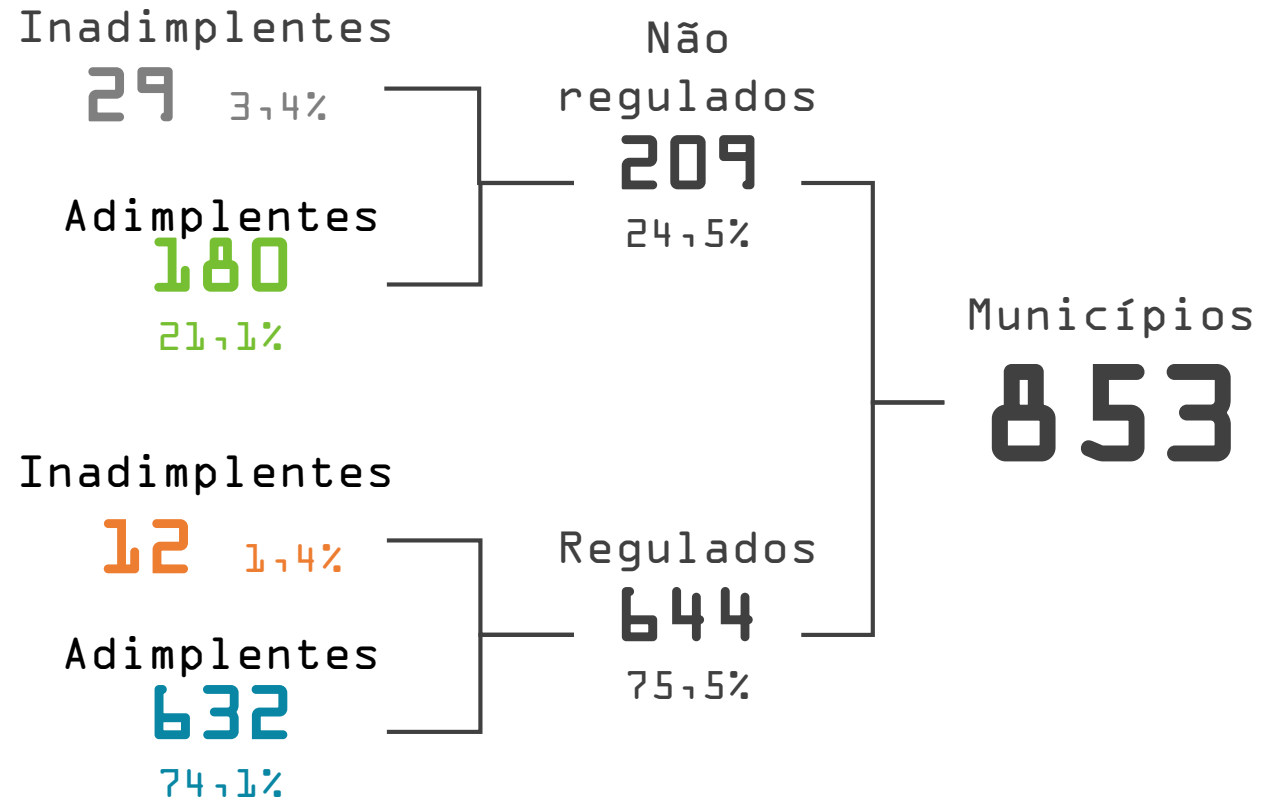 Inadimplentes
29 3,4%
Adimplentes
180
21,1%
Não
regulados
209
24,5%
Inadimplentes
12 1,4%
Adimplentes
632
74,1%
Regulados
644
75,5%
Municípios
853